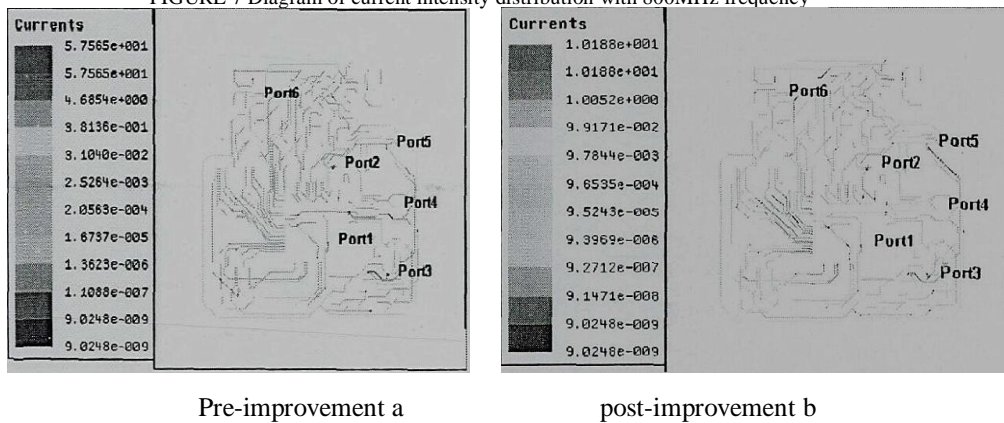 FIGURE 7 Diagram of current intensity distribution with 800MHz frequency
Currents
5.7565e+001
5.7565e+001
4.6854e+000
3.8136e-001
3.1040e-002
2.5264e-003
2.0563e-004
1.6737e-005
1.3623e-006
1.1088e-007
9.0248e-009
9.0248e-009
Port6
Port5
Port2
Port4
Port1
Port3
Currents
1.0188e+001
1.0188e+001
1.0052e+000
9.9171e-002
9.7844e-003
9.6535e-004
9.5243e-005
9.3969e-006
9.2712e-007
9.1471e-008
9.0248e-009
9.0248e-009
Port6
Port5
Port2
Port4
Port1
Port3
Pre-improvement a
post-improvement b